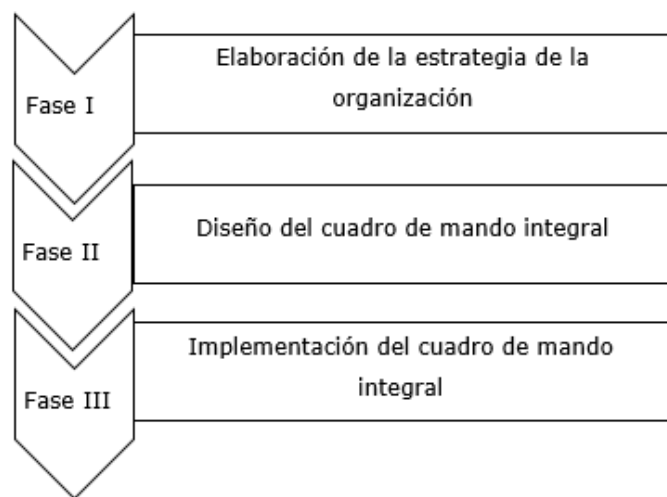 Fase I
Elaboración de la estrategia de la
organización
Fase II
Diseño del cuadro de mando integral
Fase III
Implementación del cuadro de mando
integral